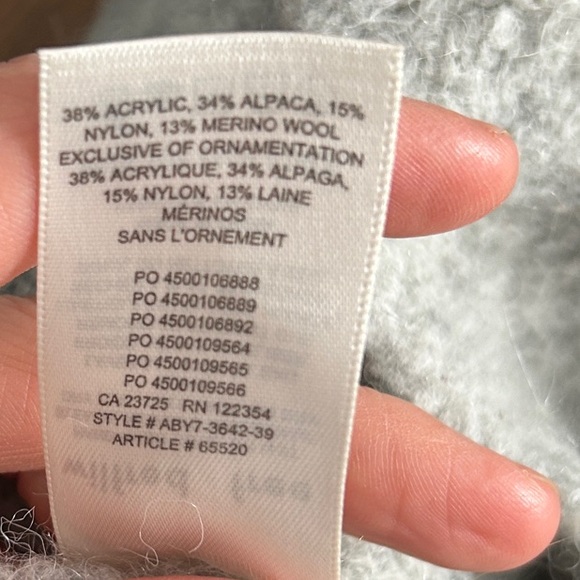 38% ACRYLIC, 34% ALPACA, 15%
NYLON, 13% MERINO WOOL
EXCLUSIVE OF ORNAMENTATION
38% ACRYLIQUE, 34% ALPAGA,
15% NYLON, 13% LAINE
MÉRINOS
SANS L'ORNEMENT
PO 4500106888
PO 4500106889
PO 4500106892
PO 4500109564
PO 4500109565
PO 4500109566
CA 23725 RN 122354
STYLE # ABY7-3642-39
ARTICLE # 65520
wilfred free